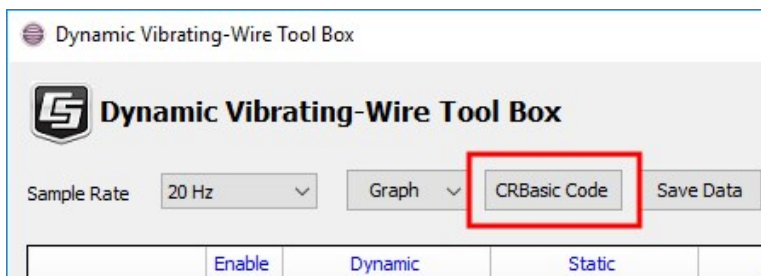 Dynamic Vibrating-Wire Tool Box
Dynamic Vibrating-Wire Tool Box
Sample Rate 20 Hz Graph CRBasic Code Save Data
Enable Dynamic Static